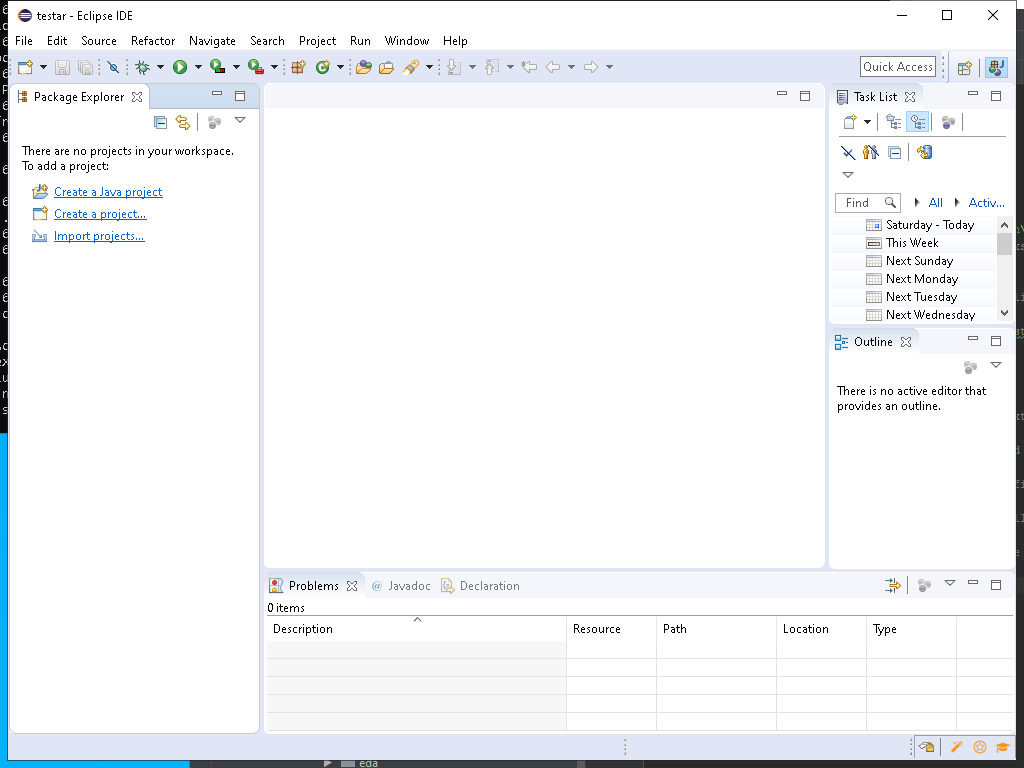 testar - Eclipse IDE
File Edit Source Refactor Navigate Search Project Run Window Help
Quick Access
Package Explorer
There are no projects in your workspace.
To add a project:
Create a Java project
Create a project...
Import projects...
Task List
Find All Activ...
Saturday - Today
This Week
Next Sunday
Next Monday
Next Tuesday
Next Wednesday
Outline
There is no active editor that
provides an outline.
Problems @ Javadoc Declaration
0 items
Description Resource Path Location Type
eda